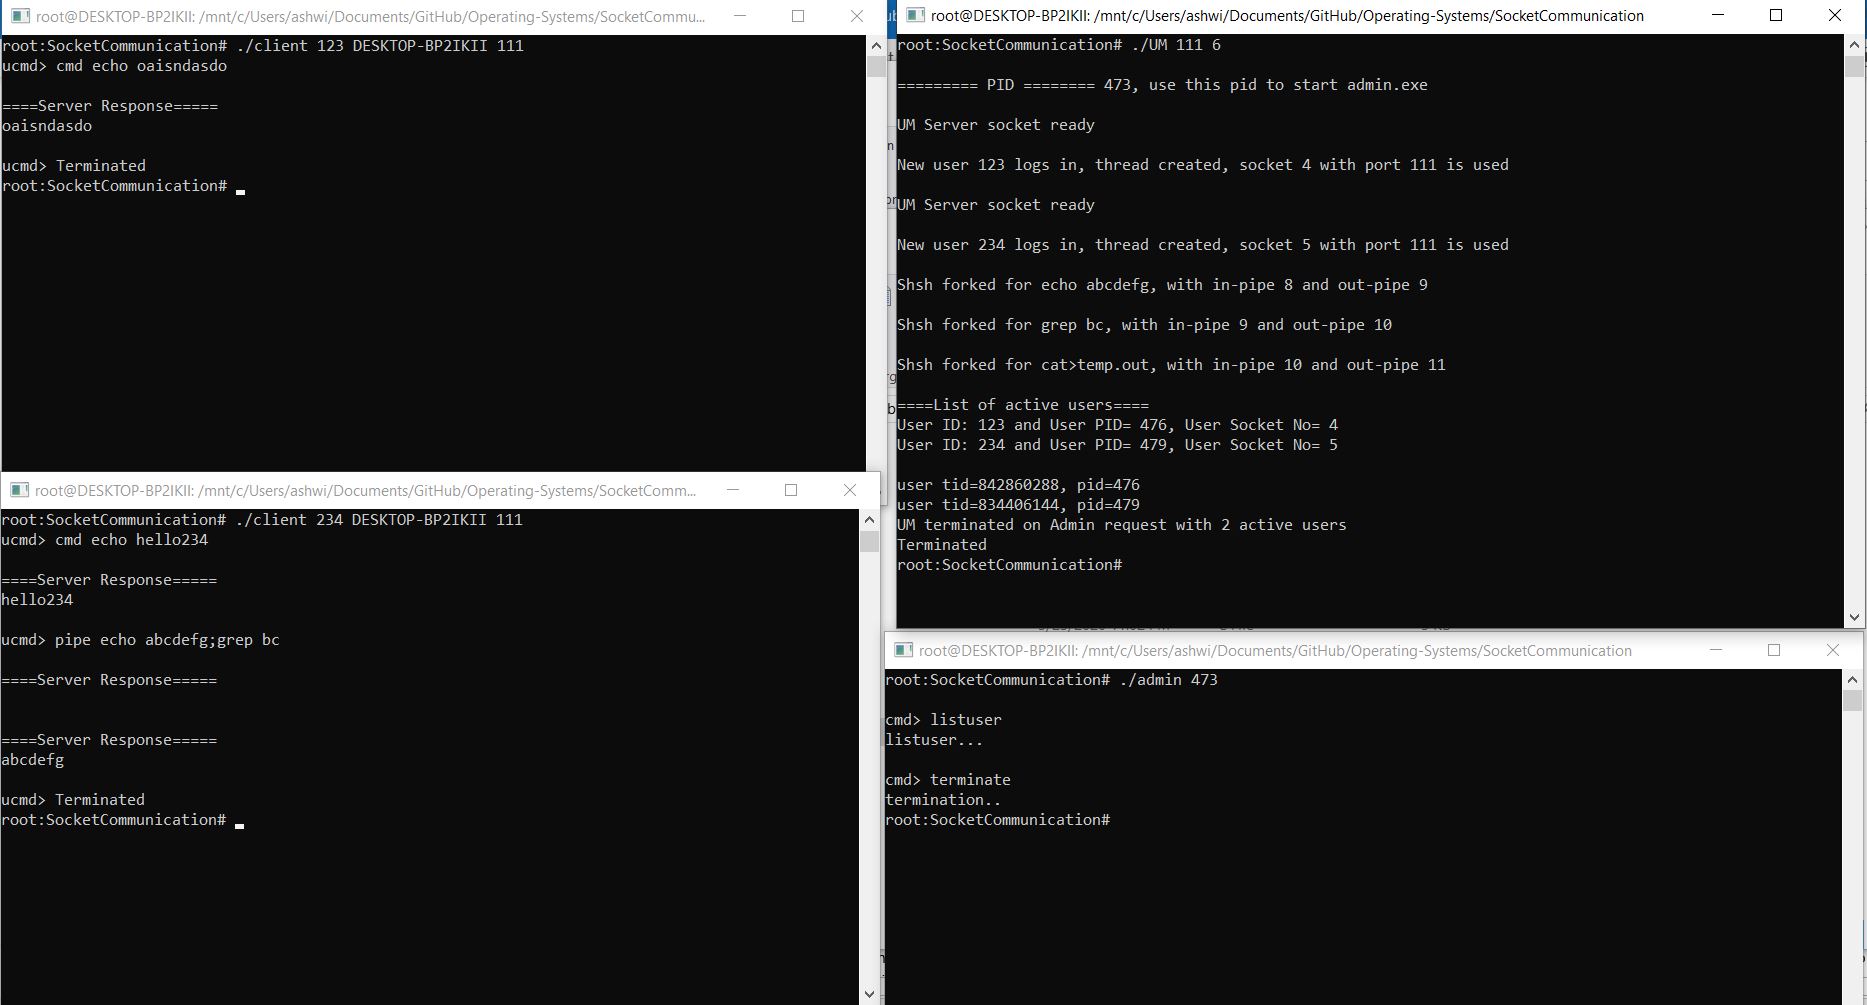 root@DESKTOP-BP2IKII: /mnt/c/Users/ashwi/Documents/GitHub/Operating-Systems/SocketCommu...
root:SocketCommunication# ./client 123 DESKTOP-BP2IKII 111
ucmd> cmd echo oaisndasdo
====Server Response=====
oaisndasdo
ucmd> Terminated
root:SocketCommunication#
root@DESKTOP-BP2IKII: /mnt/c/Users/ashwi/Documents/GitHub/Operating-Systems/SocketComm...
root:SocketCommunication# ./client 234 DESKTOP-BP2IKII 111
ucmd> cmd echo hello234
====Server Response=====
hello234
ucmd> pipe echo abcdefg;grep bc
====Server Response=====
====Server Response=====
abcdefg
ucmd> Terminated
root:SocketCommunication#
root@DESKTOP-BP2IKII: /mnt/c/Users/ashwi/Documents/GitHub/Operating-Systems/SocketCommunication
root:SocketCommunication# ./UM 111 6
========= PID ======== 473, use this pid to start admin.exe
UM Server socket ready
New user 123 logs in, thread created, socket 4 with port 111 is used
UM Server socket ready
New user 234 logs in, thread created, socket 5 with port 111 is used
Shsh forked for echo abcdefg, with in-pipe 8 and out-pipe 9
Shsh forked for grep bc, with in-pipe 9 and out-pipe 10
Shsh forked for cat>temp.out, with in-pipe 10 and out-pipe 11
====List of active users====
User ID: 123 and User PID= 476, User Socket No= 4
User ID: 234 and User PID= 479, User Socket No= 5
user tid=842860288, pid=476
user tid=834406144, pid=479
UM terminated on Admin request with 2 active users
Terminated
root:SocketCommunication#
root@DESKTOP-BP2IKII: /mnt/c/Users/ashwi/Documents/GitHub/Operating-Systems/SocketCommunication
root:SocketCommunication# ./admin 473
cmd> listuser
listuser...
cmd> terminate
termination..
root:SocketCommunication#